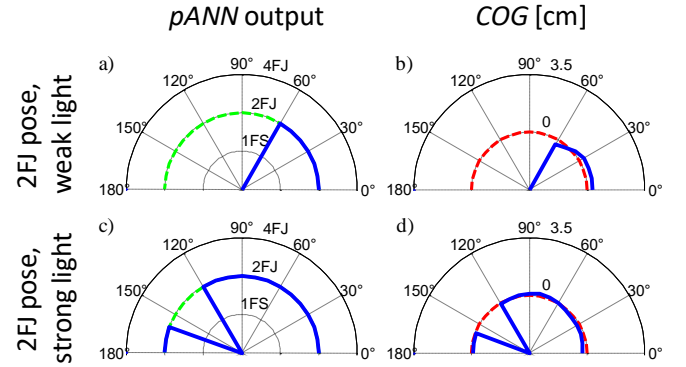 pANN output
COG [cm]
2FJ pose,
weak light
a)
90°
4FJ
120°
60°
2FJ
150°
30°
1FS
180°
0°
b)
90°
3.5
120°
60°
0
150°
30°
180°
0°
2FJ pose,
strong light
c)
90°
4FJ
120°
60°
2FJ
150°
30°
1FS
180°
0°
d)
90°
3.5
120°
60°
0
150°
30°
180°
0°